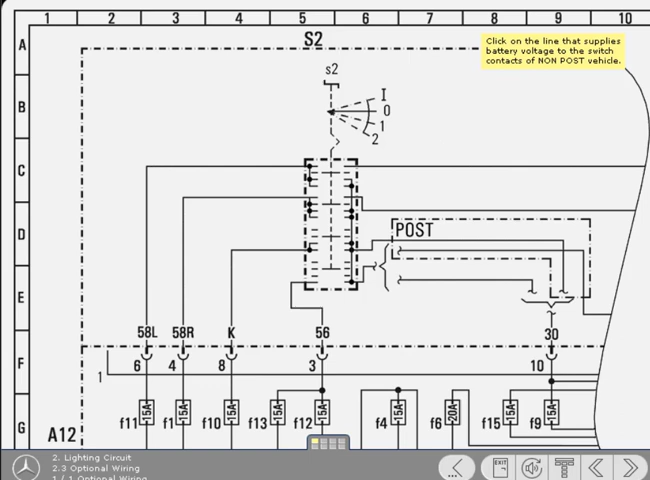 1 2 3 4 5 6 7 8 9 10
S2
Click on the line that supplies
battery voltage to the switch
contacts of NON POST vehicle.
A
s2
B
I
0
1
2
C
D
POST
E
58L 58R K 56 30
F
6 4 8 3 10
1
15A 15A 15A 15A 15A 15A 20A 15A 15A
G
f11 f1 f10 f13 f12 f4 f6 f15 f9
A12
2. Lighting Circuit
2.3 Optional Wiring
1 / 1 Optional Wiring
EXIT